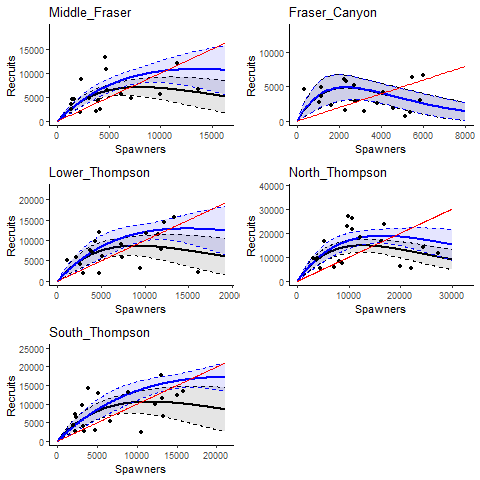 Middle_Fraser
Recruits
15000
10000
5000
0
0 5000 10000 15000
Spawners
Fraser_Canyon
Recruits
10000
5000
0
0 2000 4000 6000 8000
Spawners
Lower_Thompson
Recruits
20000
15000
10000
5000
0
0 5000 10000 15000 20000
Spawners
North_Thompson
Recruits
40000
30000
20000
10000
0
0 10000 20000 30000
Spawners
South_Thompson
Recruits
25000
20000
15000
10000
5000
0
0 5000 10000 15000 20000
Spawners